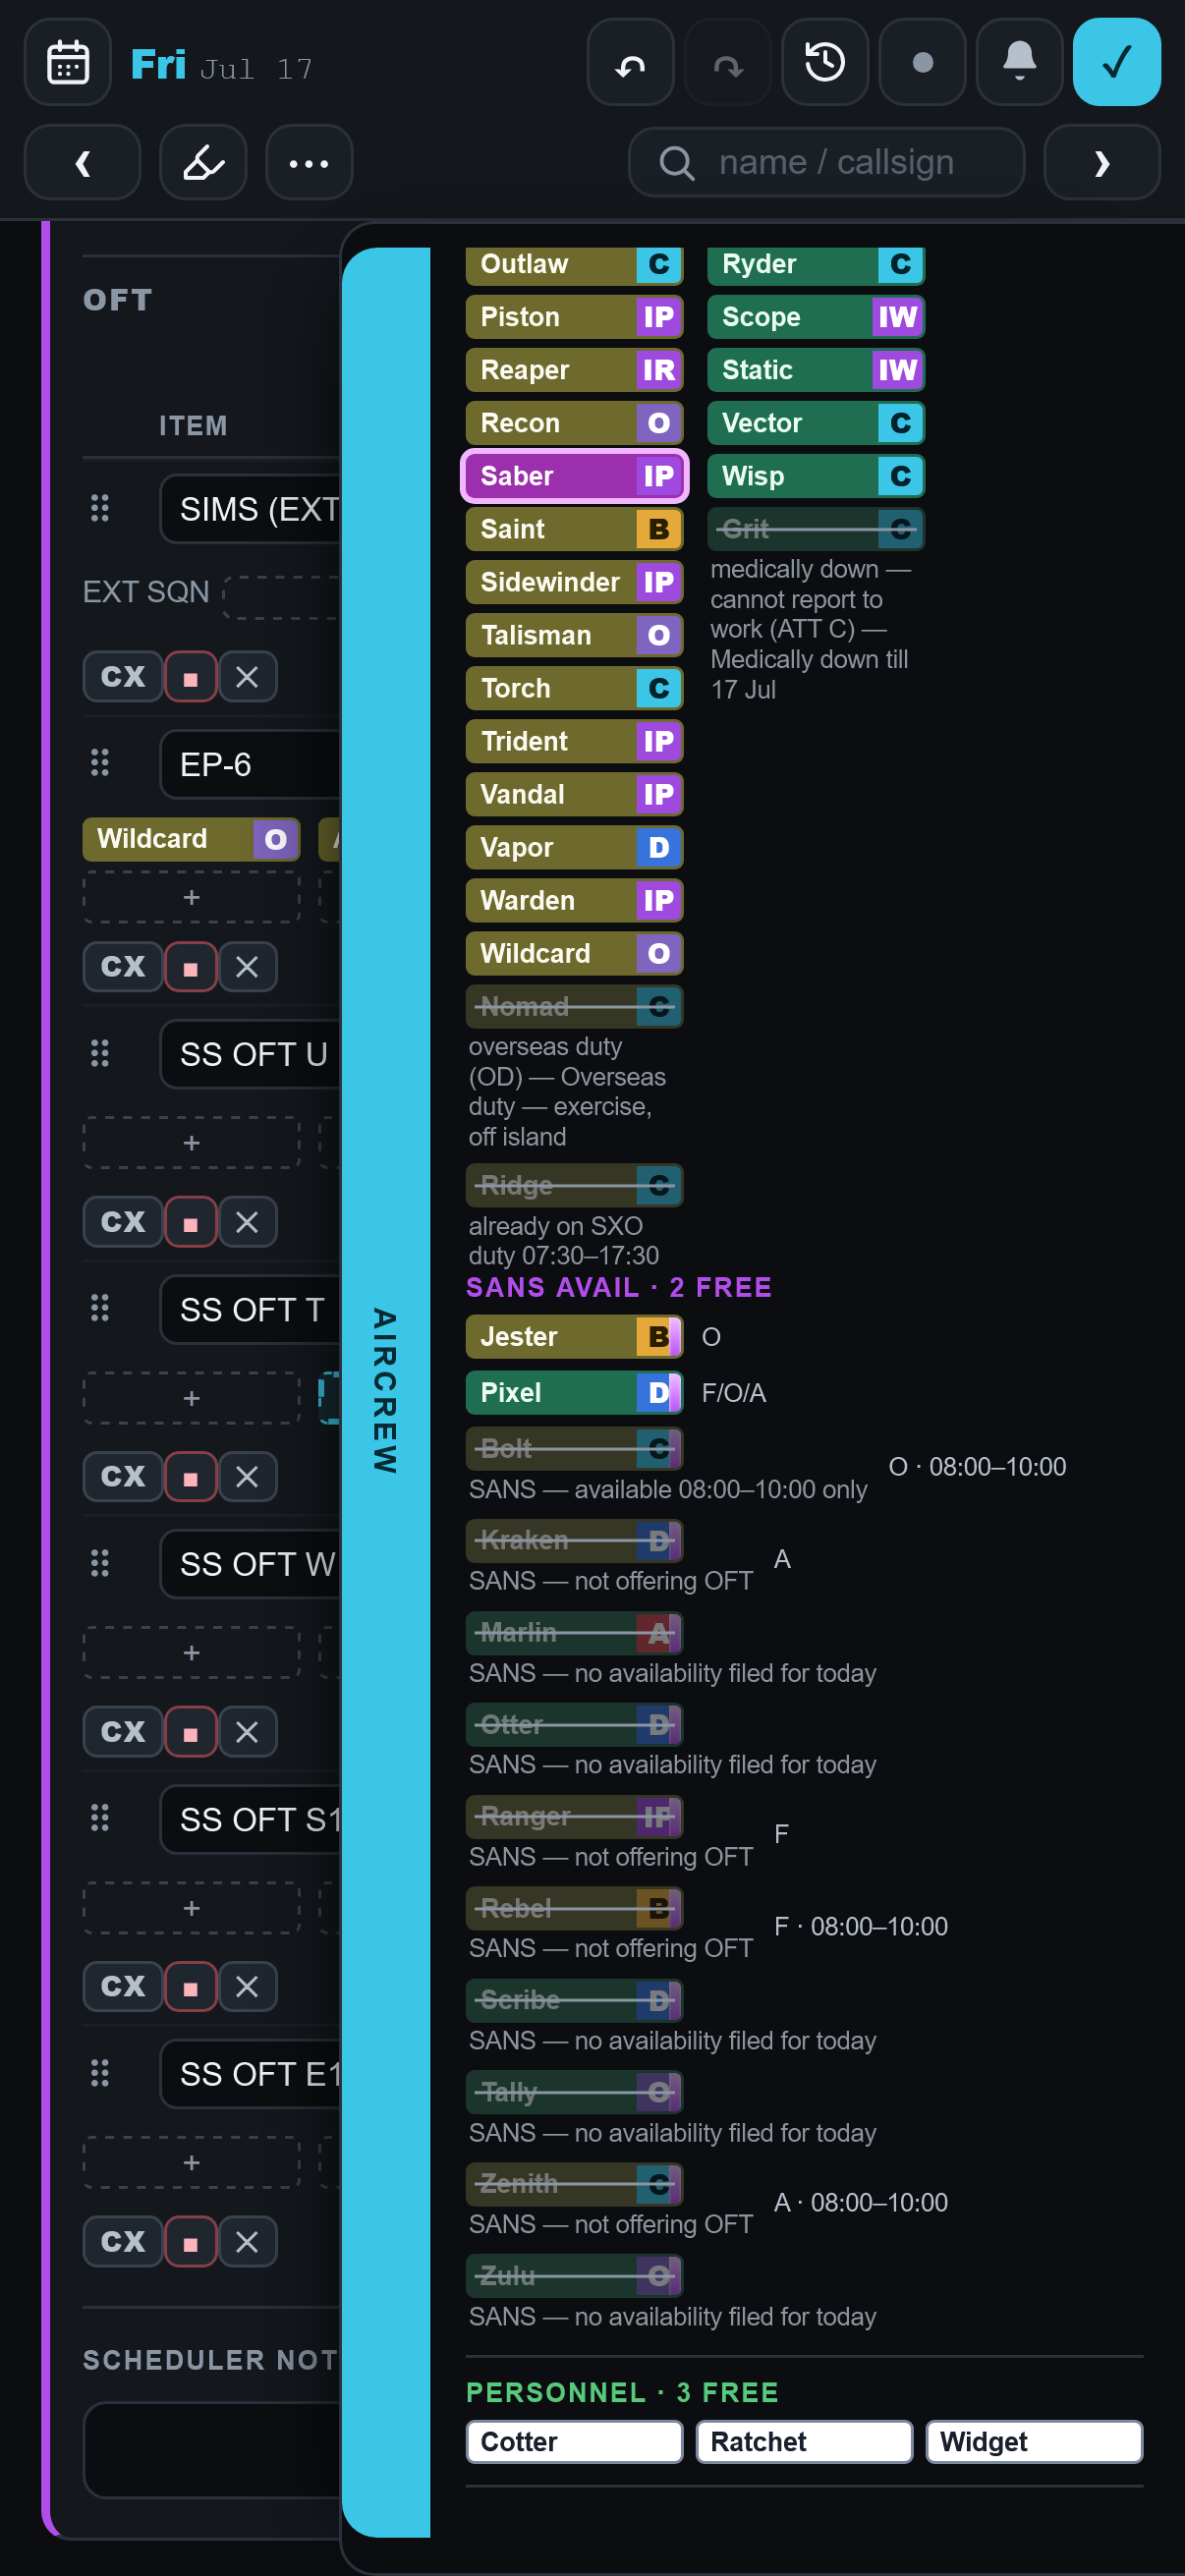 Fri Jul 17
✓
‹
...
name / callsign
›
OFT
ITEM
SIMS (EXT
EXT SQN
CX
EP-6
Wildcard O
+
CX
SS OFT U
+
CX
SS OFT T
+
CX
SS OFT W
+
CX
SS OFT S1
+
CX
SS OFT E1
+
CX
SCHEDULER NOT
AIRCREW
Outlaw C
Piston IP
Reaper IR
Recon O
Saber IP
Saint B
Sidewinder IP
Talisman O
Torch C
Trident IP
Vandal IP
Vapor D
Warden IP
Wildcard O
Nomad C
overseas duty
(OD) — Overseas
duty — exercise,
off island
Ridge C
already on SXO
duty 07:30–17:30
Ryder C
Scope IW
Static IW
Vector C
Wisp C
Grit C
medically down —
cannot report to
work (ATT C) —
Medically down till
17 Jul
SANS AVAIL · 2 FREE
Jester B O
Pixel D F/O/A
Bolt C
SANS — available 08:00–10:00 only
O · 08:00–10:00
Kraken D
SANS — not offering OFT
A
Marlin A
SANS — no availability filed for today
Otter D
SANS — no availability filed for today
Ranger IP
SANS — not offering OFT
F
Rebel B
SANS — not offering OFT
F · 08:00–10:00
Scribe D
SANS — no availability filed for today
Tally O
SANS — no availability filed for today
Zenith C
SANS — not offering OFT
A · 08:00–10:00
Zulu O
SANS — no availability filed for today
PERSONNEL · 3 FREE
Cotter
Ratchet
Widget